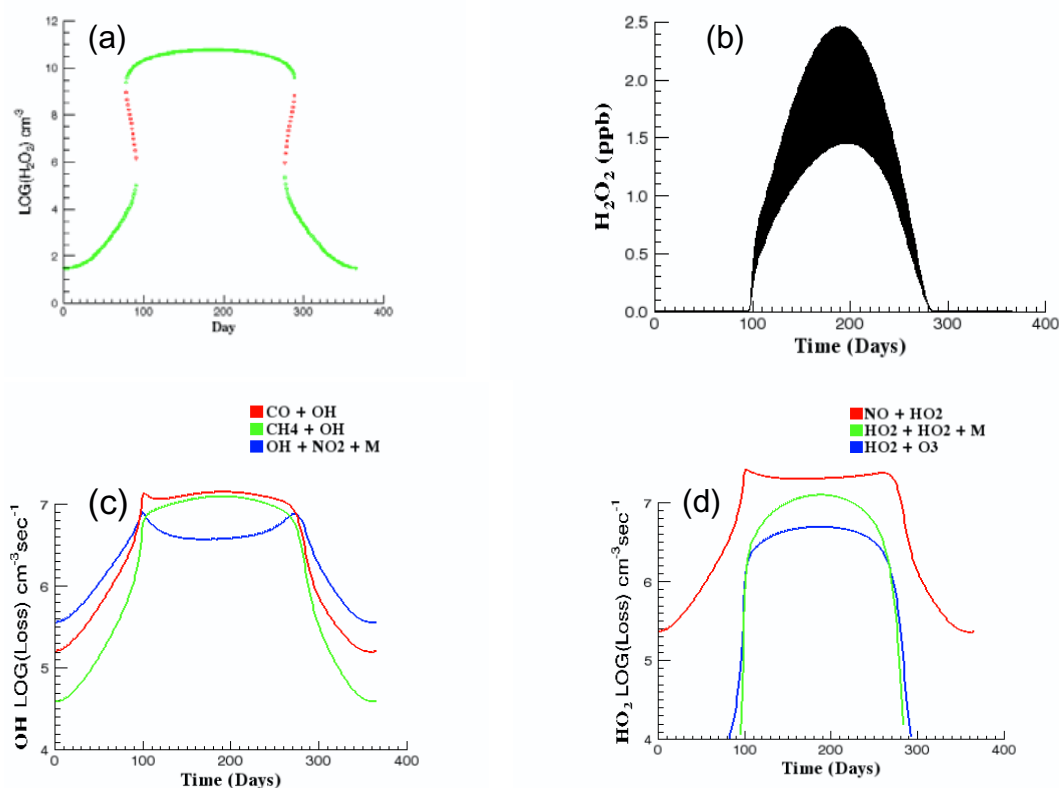 (a)
12
10
8
6
4
2
0
LOG(H₂O₂) cm⁻³
0 100 200 300 400
Day
(b)
2.5
2.0
1.5
1.0
0.5
0.0
H₂O₂ (ppb)
0 100 200 300 400
Time (Days)
CO + OH
CH4 + OH
OH + NO2 + M
(c)
7
6
5
4
OH LOG(Loss) cm⁻³sec⁻¹
0 100 200 300 400
Time (Days)
NO + HO2
HO2 + HO2 + M
HO2 + O3
(d)
7
6
5
4
HO₂ LOG(Loss) cm⁻³sec⁻¹
0 100 200 300 400
Time (Days)